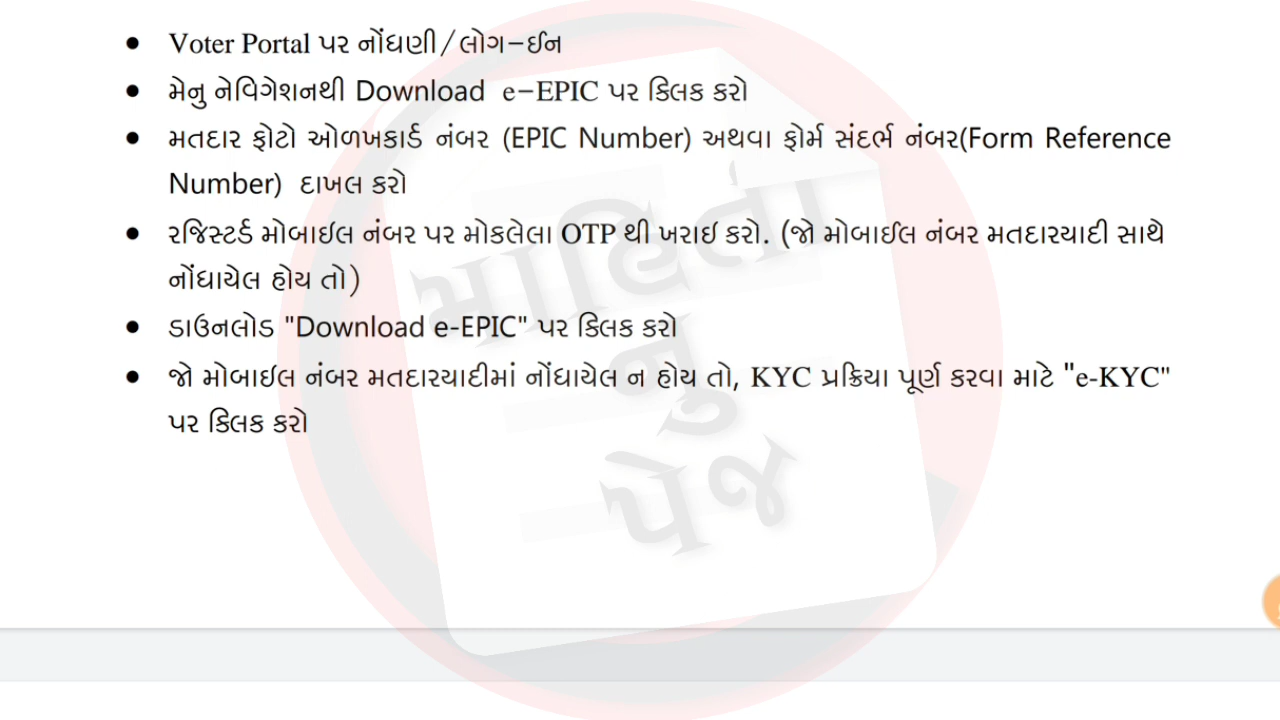 ● Voter Portal પર નોંધણી/લોગ-ઈન
● મેનુ નેવિગેશનથી Download e-EPIC પર ક્લિક કરો
● મતદાર ફોટો ઓળખકાર્ડ નંબર (EPIC Number) અથવા ફોર્મ સંદર્ભ નંબર(Form Reference
Number) દાખલ કરો
● રજિસ્ટર્ડ મોબાઈલ નંબર પર મોકલેલા OTP થી ખરાઈ કરો. (જો મોબાઈલ નંબર મતદારયાદી સાથે
નોંધાયેલ હોય તો)
● ડાઉનલોડ "Download e-EPIC" પર ક્લિક કરો
● જો મોબાઈલ નંબર મતદારયાદીમાં નોંધાયેલ ન હોય તો, KYC પ્રક્રિયા પૂર્ણ કરવા માટે "e-KYC"
પર ક્લિક કરો
માહિતી
નુ
પેજ